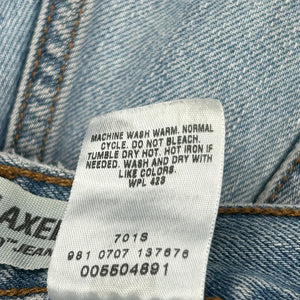 MACHINE WASH WARM. NORMAL
CYCLE. DO NOT BLEACH.
TUMBLE DRY HOT. HOT IRON IF
NEEDED. WASH AND DRY WITH
LIKE COLORS.
WPL 423
701S
981 0707 137676
005504891
AXED
"JEAN